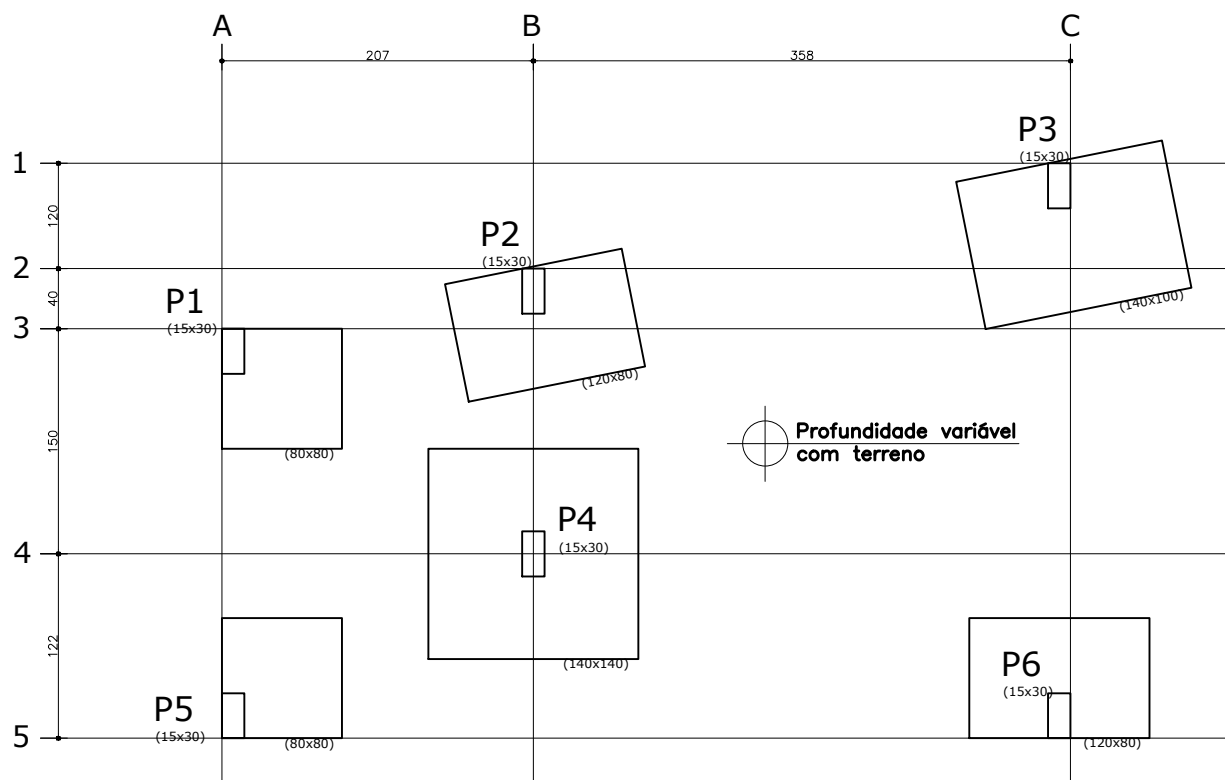 A
B
C
207
358
P3
(15x30)
1
120
P2
(15x30)
2
40
P1
(15x30)
3
(140x100)
(120x80)
150
Profundidade variável
com terreno
(80x80)
P4
(15x30)
4
122
(140x140)
P6
(15x30)
P5
(15x30)
5
(80x80)
(120x80)